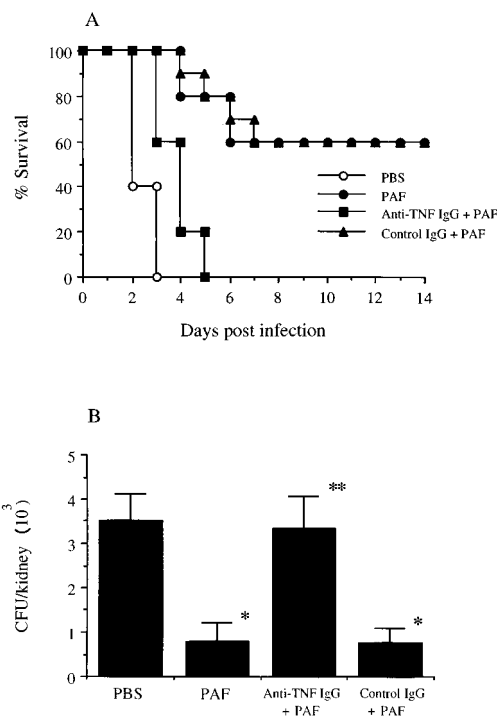 A
% Survival
100
80
60
40
20
0
0 2 4 6 8 10 12 14
Days post infection
PBS
PAF
Anti-TNF IgG + PAF
Control IgG + PAF
B
CFU/kidney (10³)
5
4
3
2
1
0
*
**
*
PBS PAF Anti-TNF IgG + PAF Control IgG + PAF